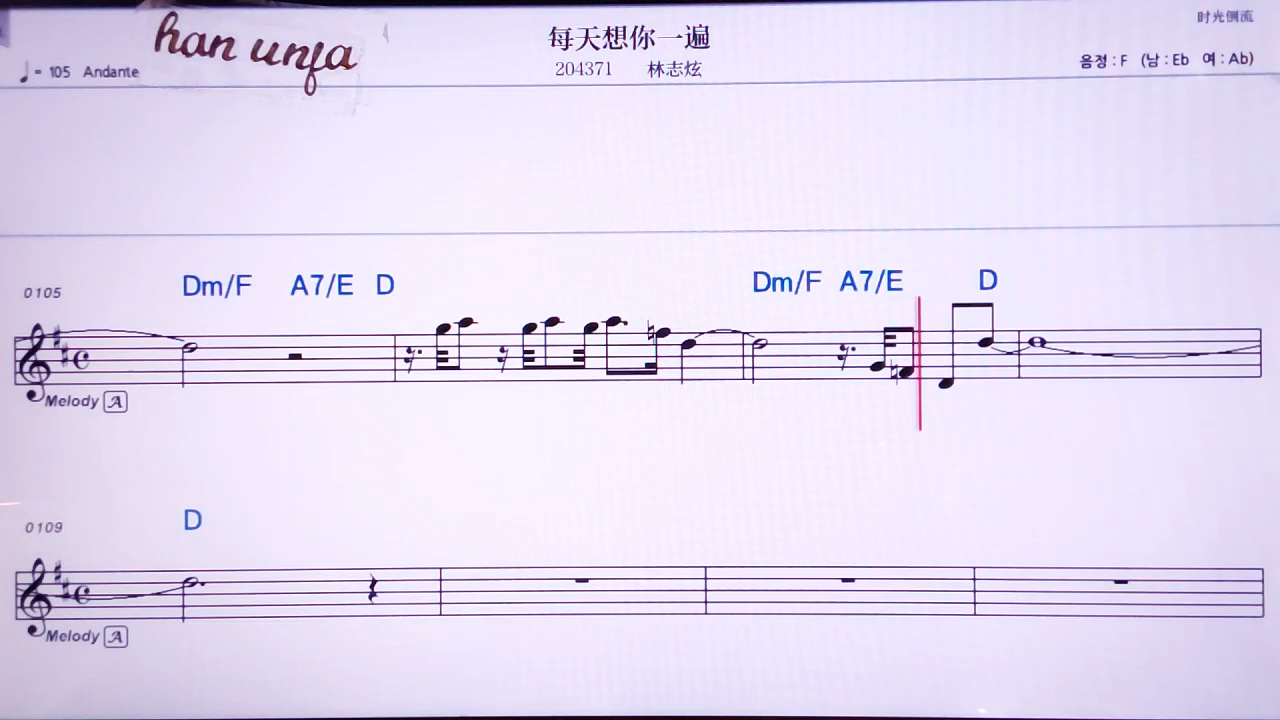 han unja
每天想你一遍
时光倒流
♩= 105 Andante
204371 林志炫
음정 : F (남 : Eb 여 : Ab)
0105
Dm/F A7/E D Dm/F A7/E D
Melody A
0109
D
Melody A